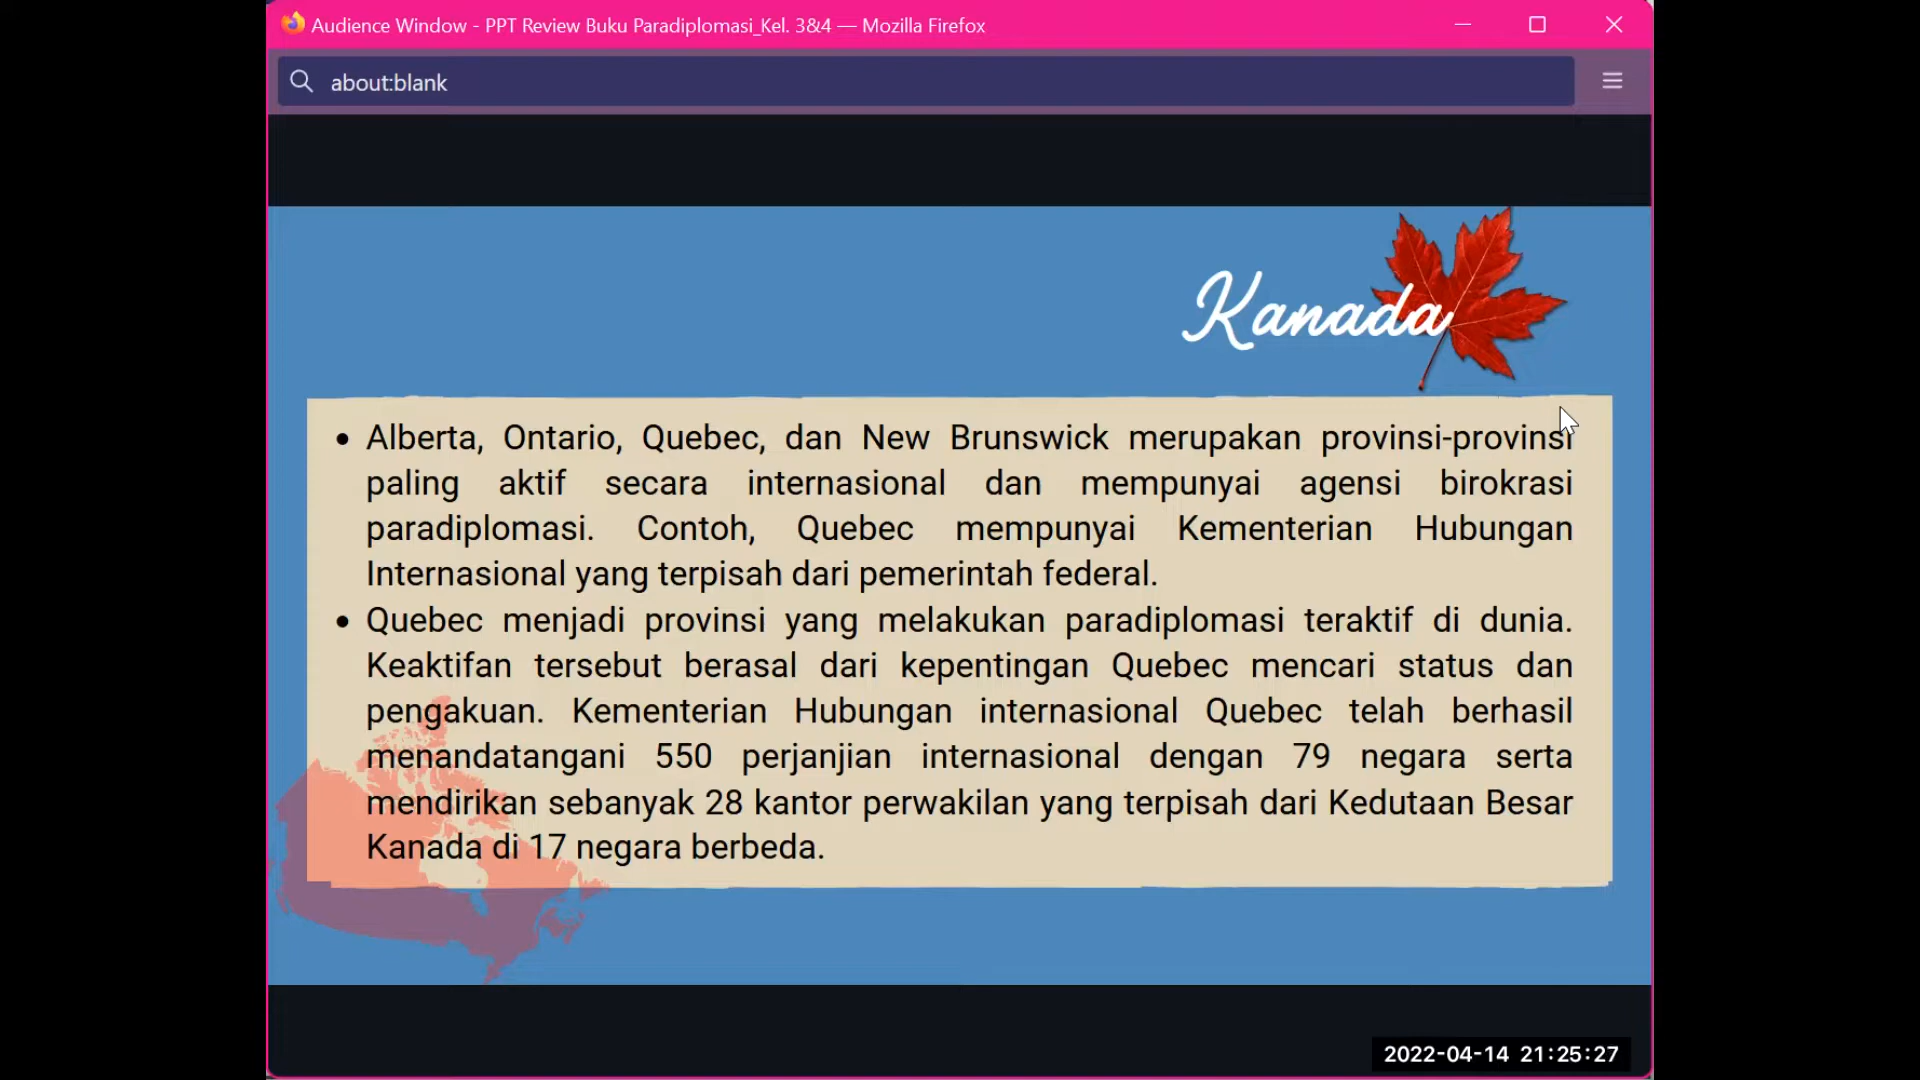 Audience Window - PPT Review Buku Paradiplomasi_Kel. 3&4 — Mozilla Firefox
about:blank
Kanada
• Alberta, Ontario, Quebec, dan New Brunswick merupakan provinsi-provinsi
paling aktif secara internasional dan mempunyai agensi birokrasi
paradiplomasi. Contoh, Quebec mempunyai Kementerian Hubungan
Internasional yang terpisah dari pemerintah federal.
• Quebec menjadi provinsi yang melakukan paradiplomasi teraktif di dunia.
Keaktifan tersebut berasal dari kepentingan Quebec mencari status dan
pengakuan. Kementerian Hubungan internasional Quebec telah berhasil
menandatangani 550 perjanjian internasional dengan 79 negara serta
mendirikan sebanyak 28 kantor perwakilan yang terpisah dari Kedutaan Besar
Kanada di 17 negara berbeda.
2022-04-14 21:25:27